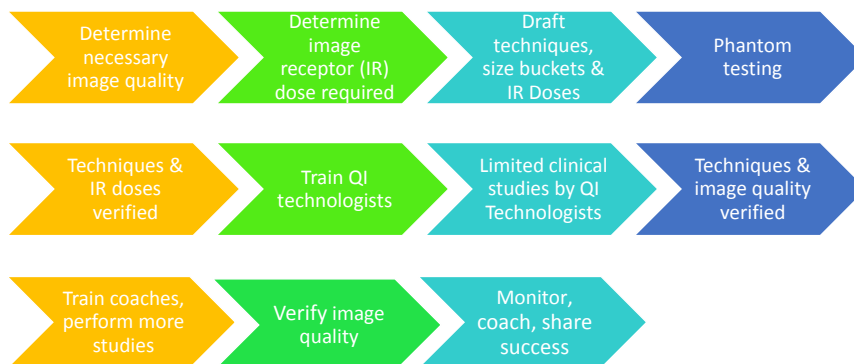 Determine
necessary
image quality
Determine
image
receptor (IR)
dose required
Draft
techniques,
size buckets &
IR Doses
Phantom
testing
Techniques &
IR doses
verified
Train QI
technologists
Limited clinical
studies by QI
Technologists
Techniques &
image quality
verified
Train coaches,
perform more
studies
Verify image
quality
Monitor,
coach, share
success